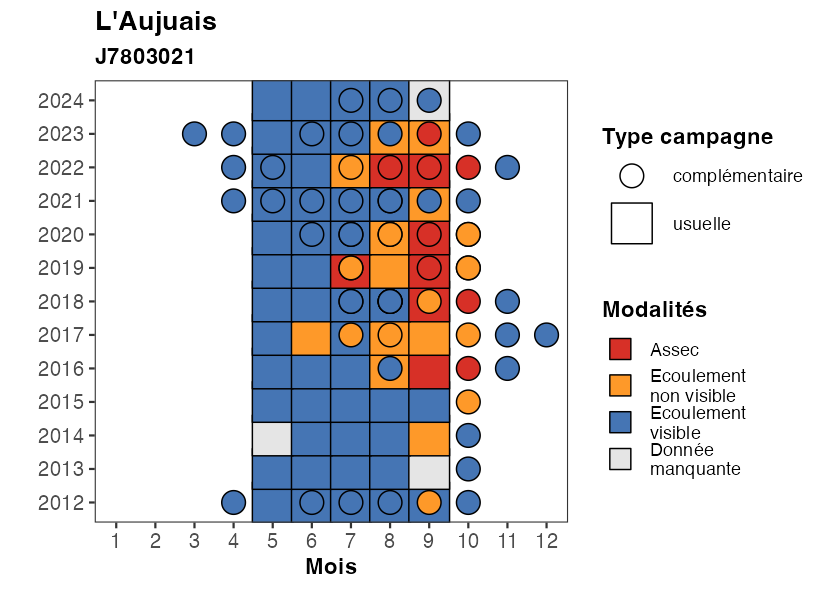 L'Aujuais
J7803021
2024
2023
2022
2021
2020
2019
2018
2017
2016
2015
2014
2013
2012
1 2 3 4 5 6 7 8 9 10 11 12
Mois
Type campagne
complémentaire
usuelle
Modalités
Assec
Ecoulement
non visible
Ecoulement
visible
Donnée
manquante